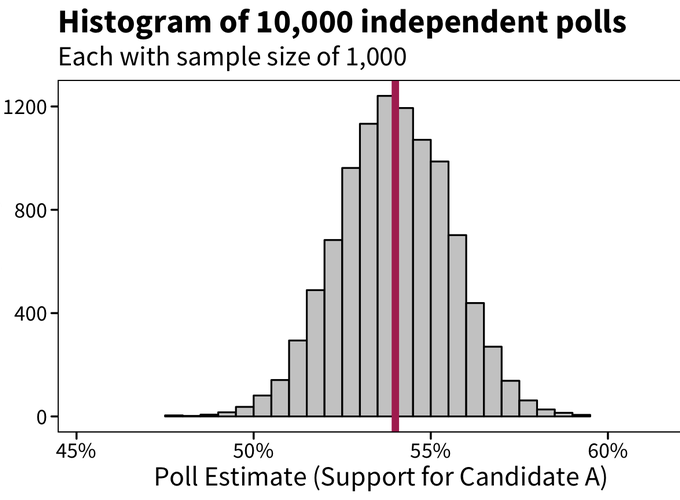 Histogram of 10,000 independent polls
Each with sample size of 1,000
1200
800
400
0
45% 50% 55% 60%
Poll Estimate (Support for Candidate A)